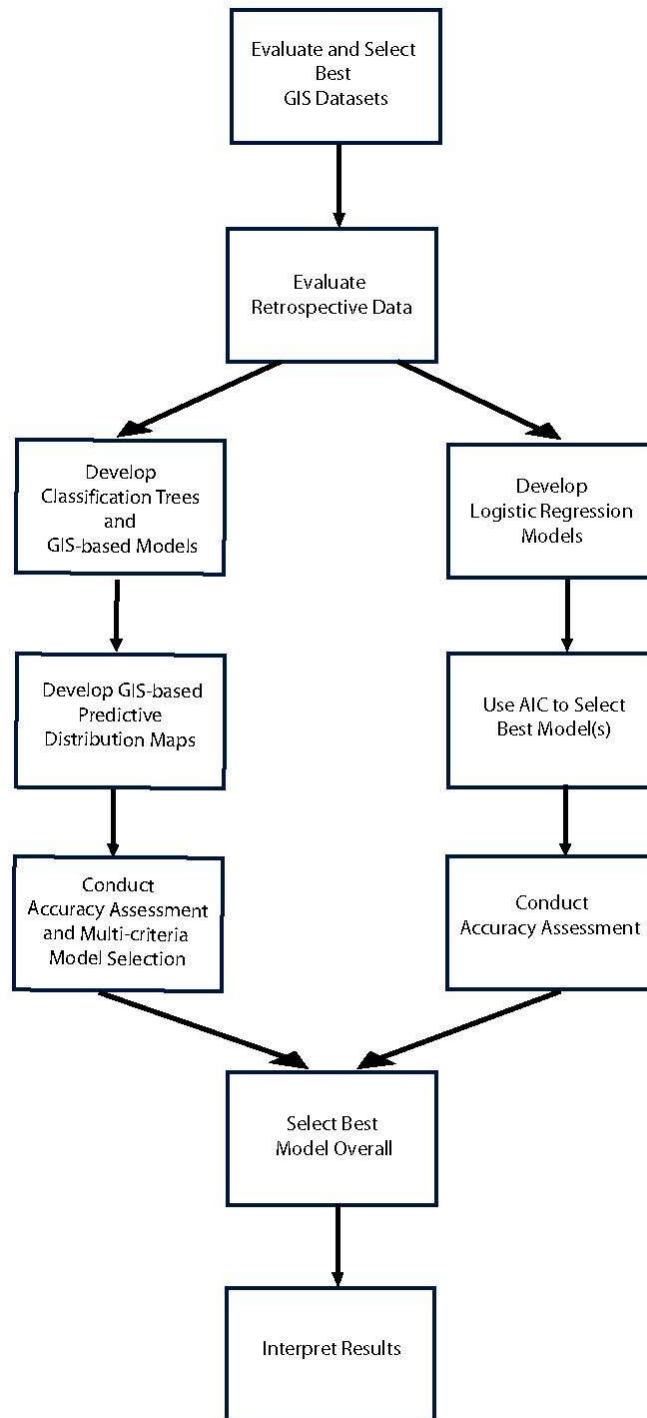 Evaluate and Select
Best
GIS Datasets
Evaluate
Retrospective Data
Develop
Classification Trees
and
GIS-based Models
Develop
Logistic Regression
Models
Develop GIS-based
Predictive
Distribution Maps
Use AIC to Select
Best Model(s)
Conduct
Accuracy Assessment
and Multi-criteria
Model Selection
Conduct
Accuracy Assessment
Select Best
Model Overall
Interpret Results